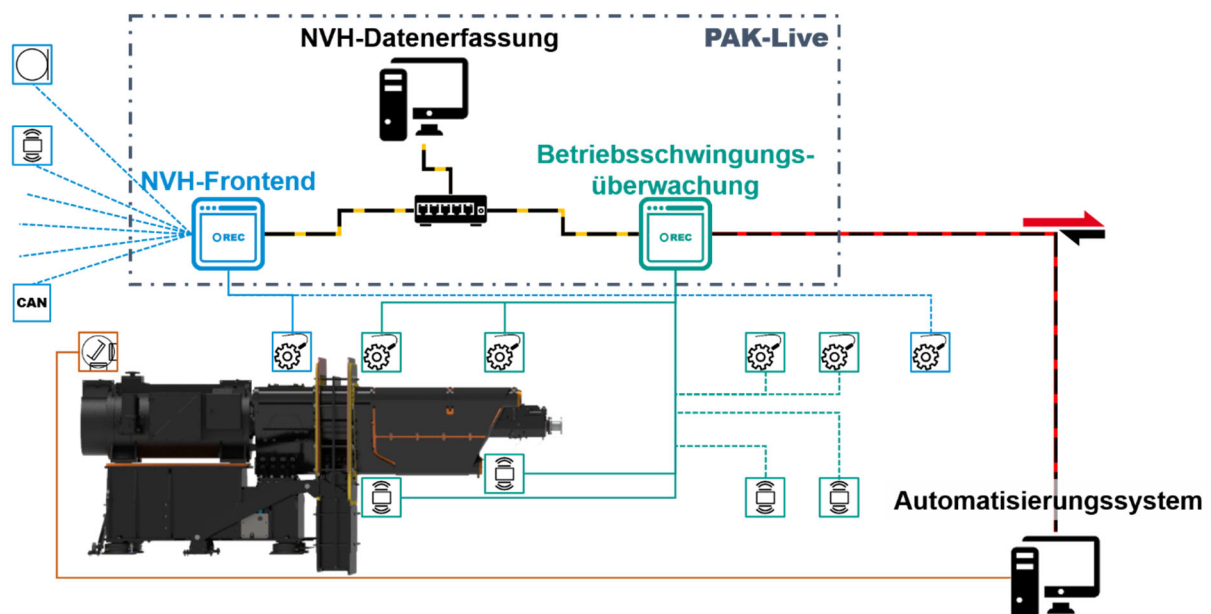 NVH-Datenerfassung
PAK-Live
Betriebsschwingungs-
überwachung
NVH-Frontend
REC
REC
CAN
Automatisierungssystem